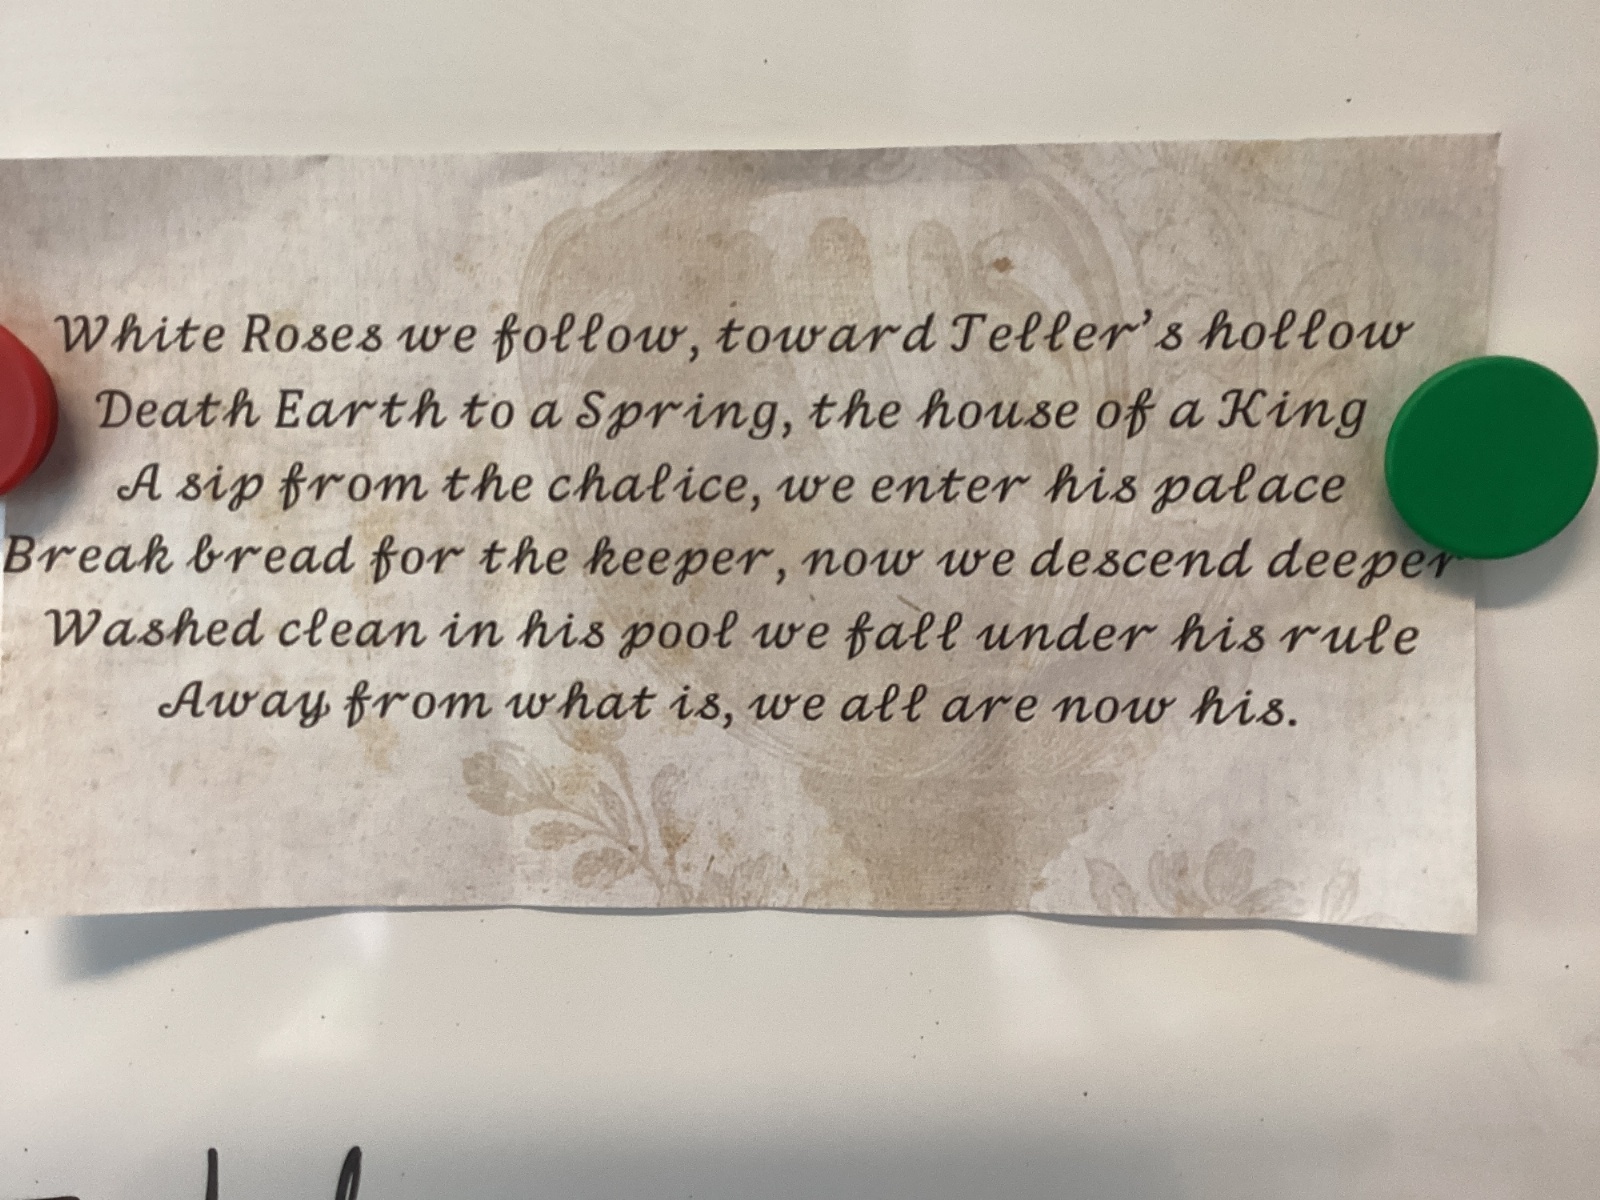 White Roses we follow, toward Teller's hollow
Death Earth to a Spring, the house of a King
A sip from the chalice, we enter his palace
Break bread for the keeper, now we descend deeper
Washed clean in his pool we fall under his rule
Away from what is, we all are now his.